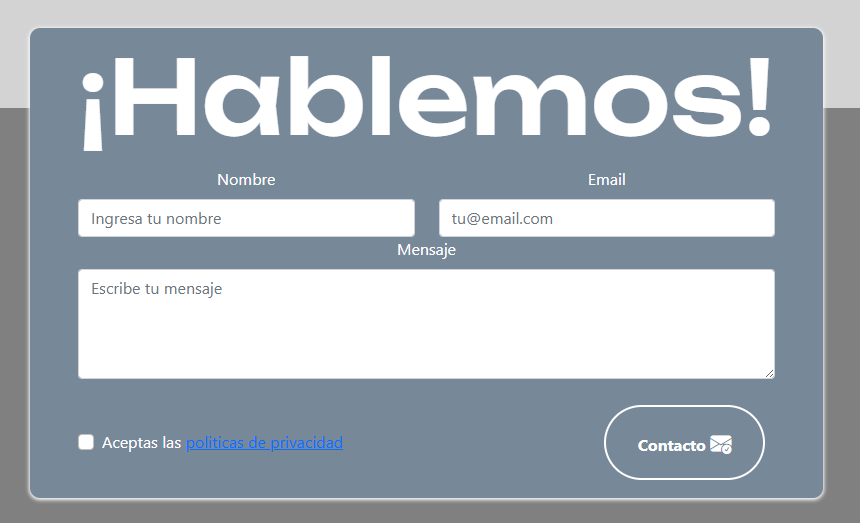 ¡Hablemos!
Nombre
Email
Ingresa tu nombre
tu@email.com
Mensaje
Escribe tu mensaje
Aceptas las politicas de privacidad
Contacto